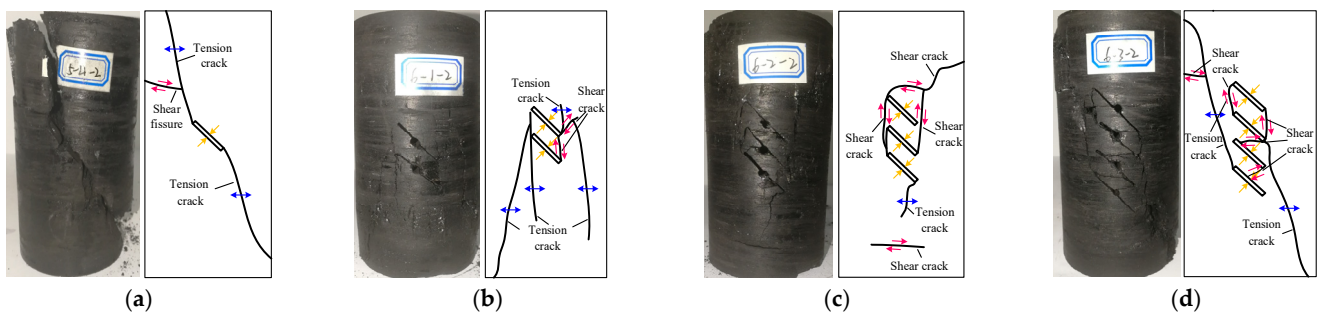 5-4-2
Tension
crack
Shear
fissure
Tension
crack
(a)
6-1-2
Tension
crack
Shear
crack
Tension
crack
(b)
6-2-2
Shear crack
Shear
crack
Shear
crack
Tension
crack
Shear crack
(c)
6-3-2
Shear
crack
Tension
crack
Shear
crack
Tension
crack
(d)